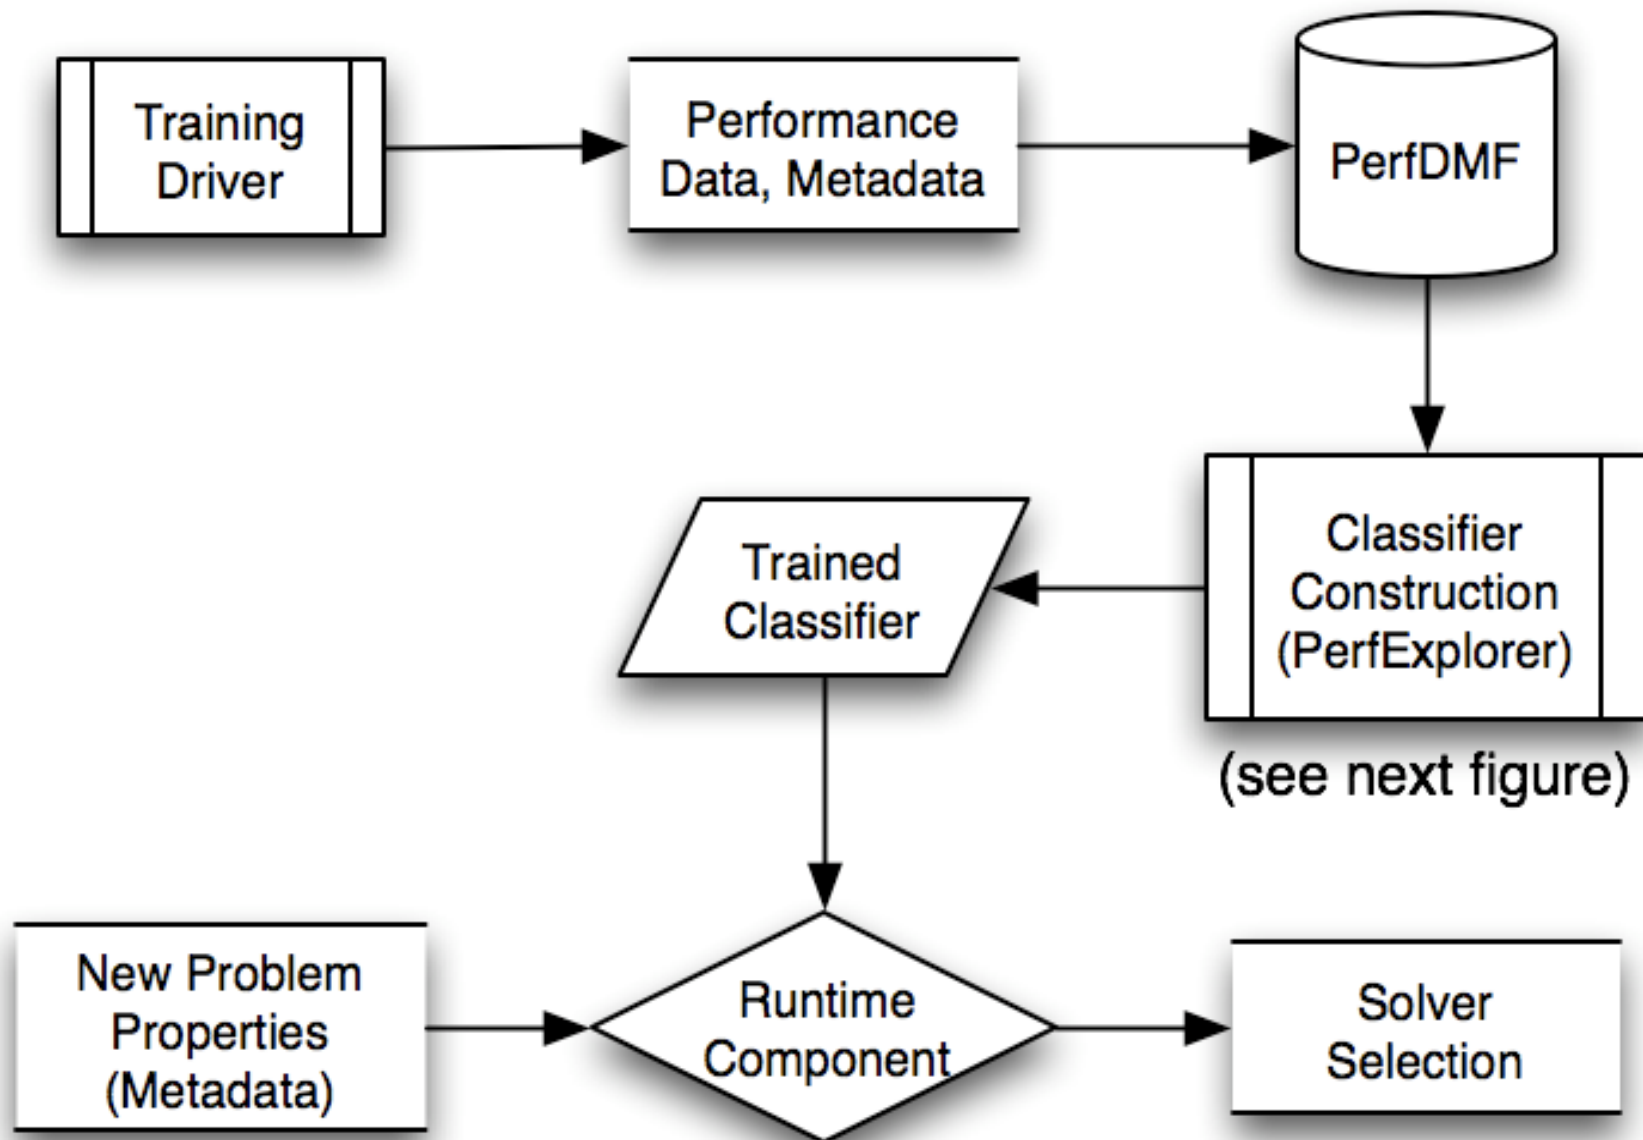 Training
Driver
Performance
Data, Metadata
PerfDMF
Classifier
Construction
(PerfExplorer)
(see next figure)
Trained
Classifier
New Problem
Properties
(Metadata)
Runtime
Component
Solver
Selection